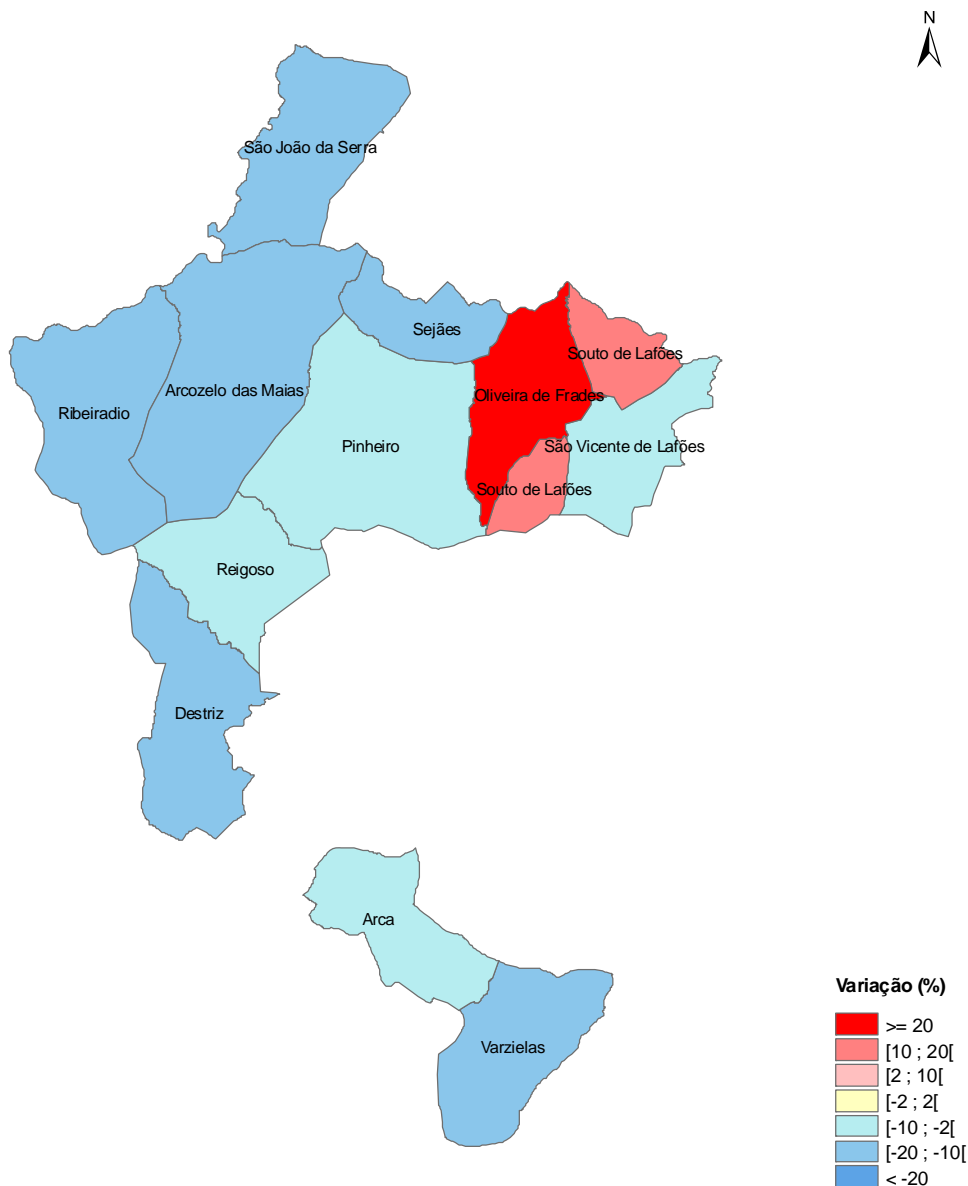 N
São João da Serra
Sejães
Souto de Lafões
Arcozelo das Maias
Oliveira de Frades
Ribeiradio
Pinheiro
São Vicente de Lafões
Souto de Lafões
Reigoso
Destriz
Arca
Varzielas
Variação (%)
>= 20
[10 ; 20[
[2 ; 10[
[-2 ; 2[
[-10 ; -2[
[-20 ; -10[
< -20